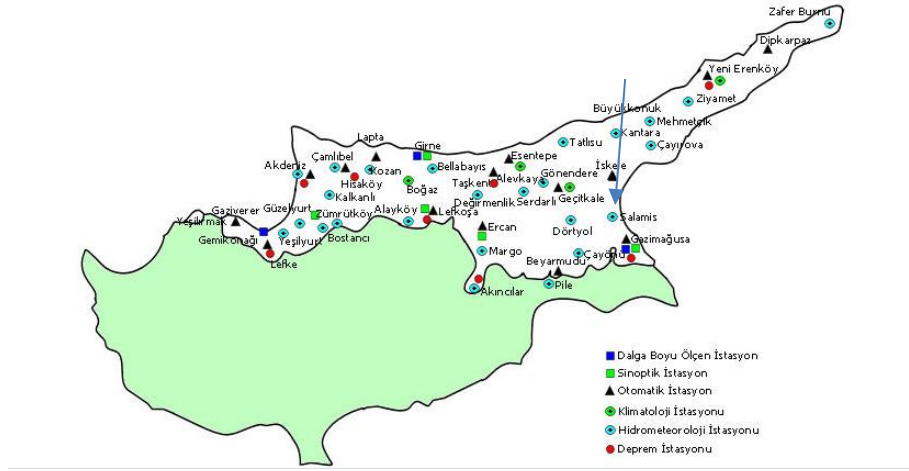 Zafer Burnu
Dipkarpaz
Yeni Erenköy
Ziyamet
Büyükkonuk
Mehmetçik
Kantara
Çayırova
Tatlısu
Lapta
Girne
Esentepe
İskele
Akdeniz
Çamlıbel
Kozan
Bellabayıs
Gönendere
Hisaköy
Boğaz
Taşkent
Alevkaya
Kalkanlı
Değirmenlik
Serdarlı
Geçitkale
Gaziverer
Güzelyurt
Zümrütköy
Alayköy
Lefkoşa
Salamis
Yeşilırmak
Ercan
Dörtyol
Gemikonağı
Yeşilyurt
Bostancı
Gazimağusa
Margo
Lefke
Beyarmudu
Çayönü
Akıncılar
Pile
Dalga Boyu Ölçen İstasyon
Sinoptik İstasyon
Otomatik İstasyon
Klimatoloji İstasyonu
Hidrometeoroloji İstasyonu
Deprem İstasyonu